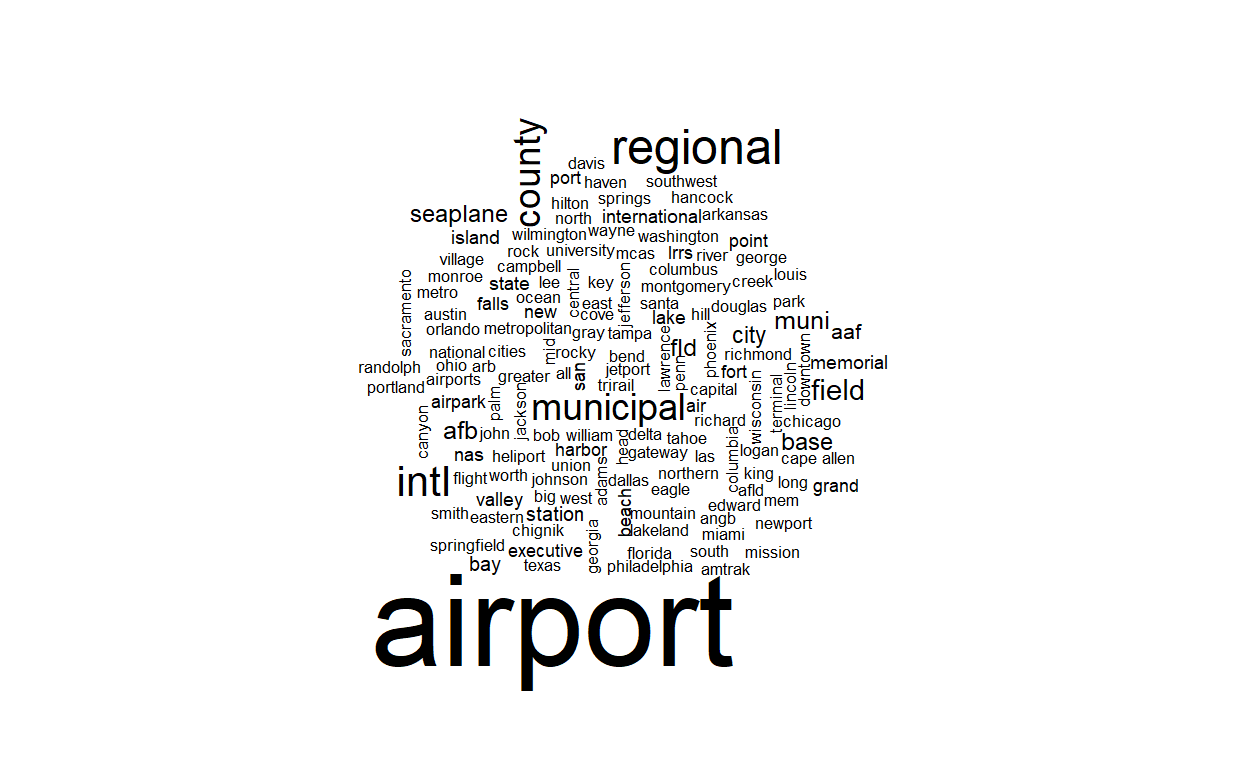 county
regional
davis
port
haven
southwest
hilton
springs
hancock
seaplane
north
international
arkansas
island
wilmington
wayne
washington
point
rock
university
mcas
lrrs
river
george
village
campbell
columbus
louis
monroe
state
lee
central
key
jefferson
montgomery
creek
sacramento
metro
falls
ocean
east
santa
douglas
park
austin
new
cove
lake
hill
muni
orlando
metropolitan
gray
tampa
phoenix
city
aaf
national
cities
mid
rocky
bend
lawrence
fld
richmond
downtown
memorial
randolph
ohio
arb
greater
all
san
jetport
penn
fort
portland
airports
trirail
capital
wisconsin
terminal
lincoln
field
airpark
palm
jackson
municipal
air
richard
chicago
canyon
afb
john
bob
william
head
delta
tahoe
columbia
base
nas
heliport
harbor
gateway
las
logan
cape
allen
intl
flight
worth
union
johnson
adams
dallas
northern
king
long
grand
valley
big
west
beach
eagle
afld
mem
smith
eastern
station
mountain
edward
angb
newport
chignik
georgia
lakeland
miami
springfield
executive
florida
south
mission
bay
texas
philadelphia
amtrak
airport